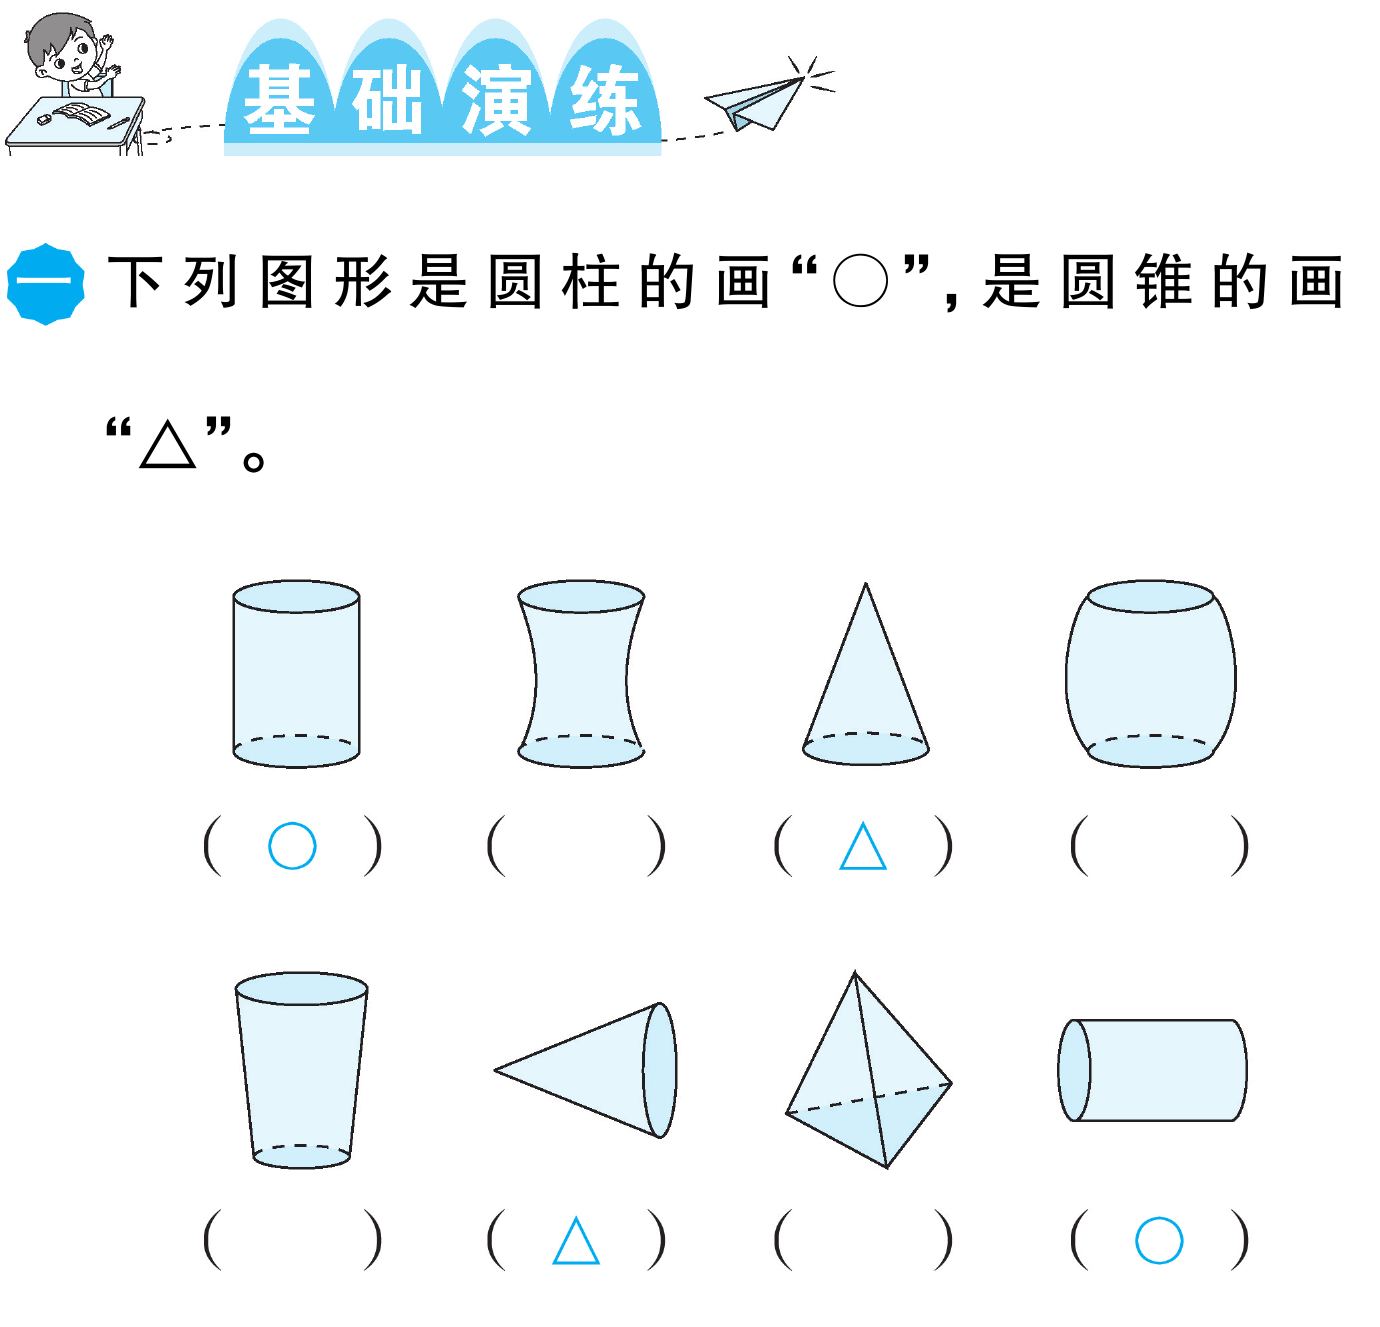 基础演练
一 下列图形是圆柱的画“○”,是圆锥的画
“△”。
( ○ ) ( ) ( △ ) ( )
( ) ( △ ) ( ) ( ○ )